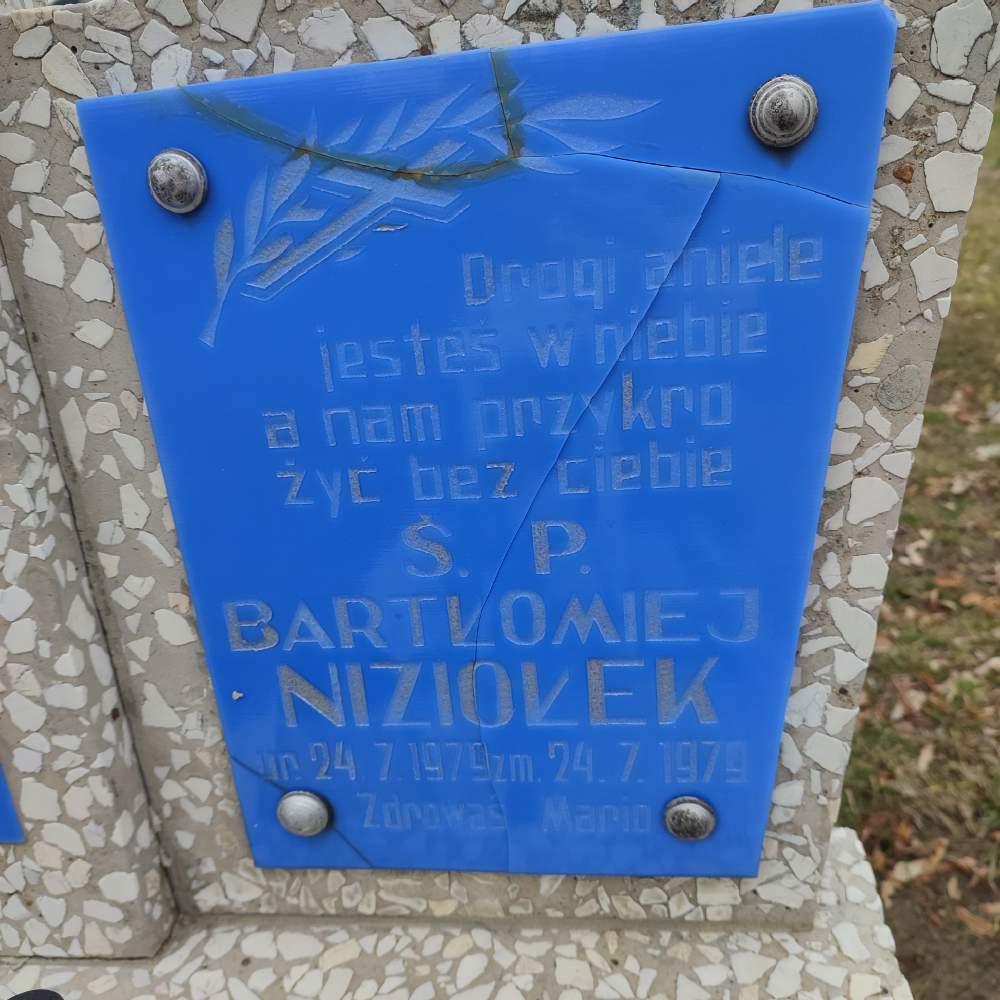 Drogi aniele
jesteś w niebie
a nam przykro
żyć bez ciebie
Ś. P.
BARTŁOMIEJ
NIZIOŁEK
ur. 24. 7. 1979 zm. 24. 7. 1979
Zdrowaś Mario